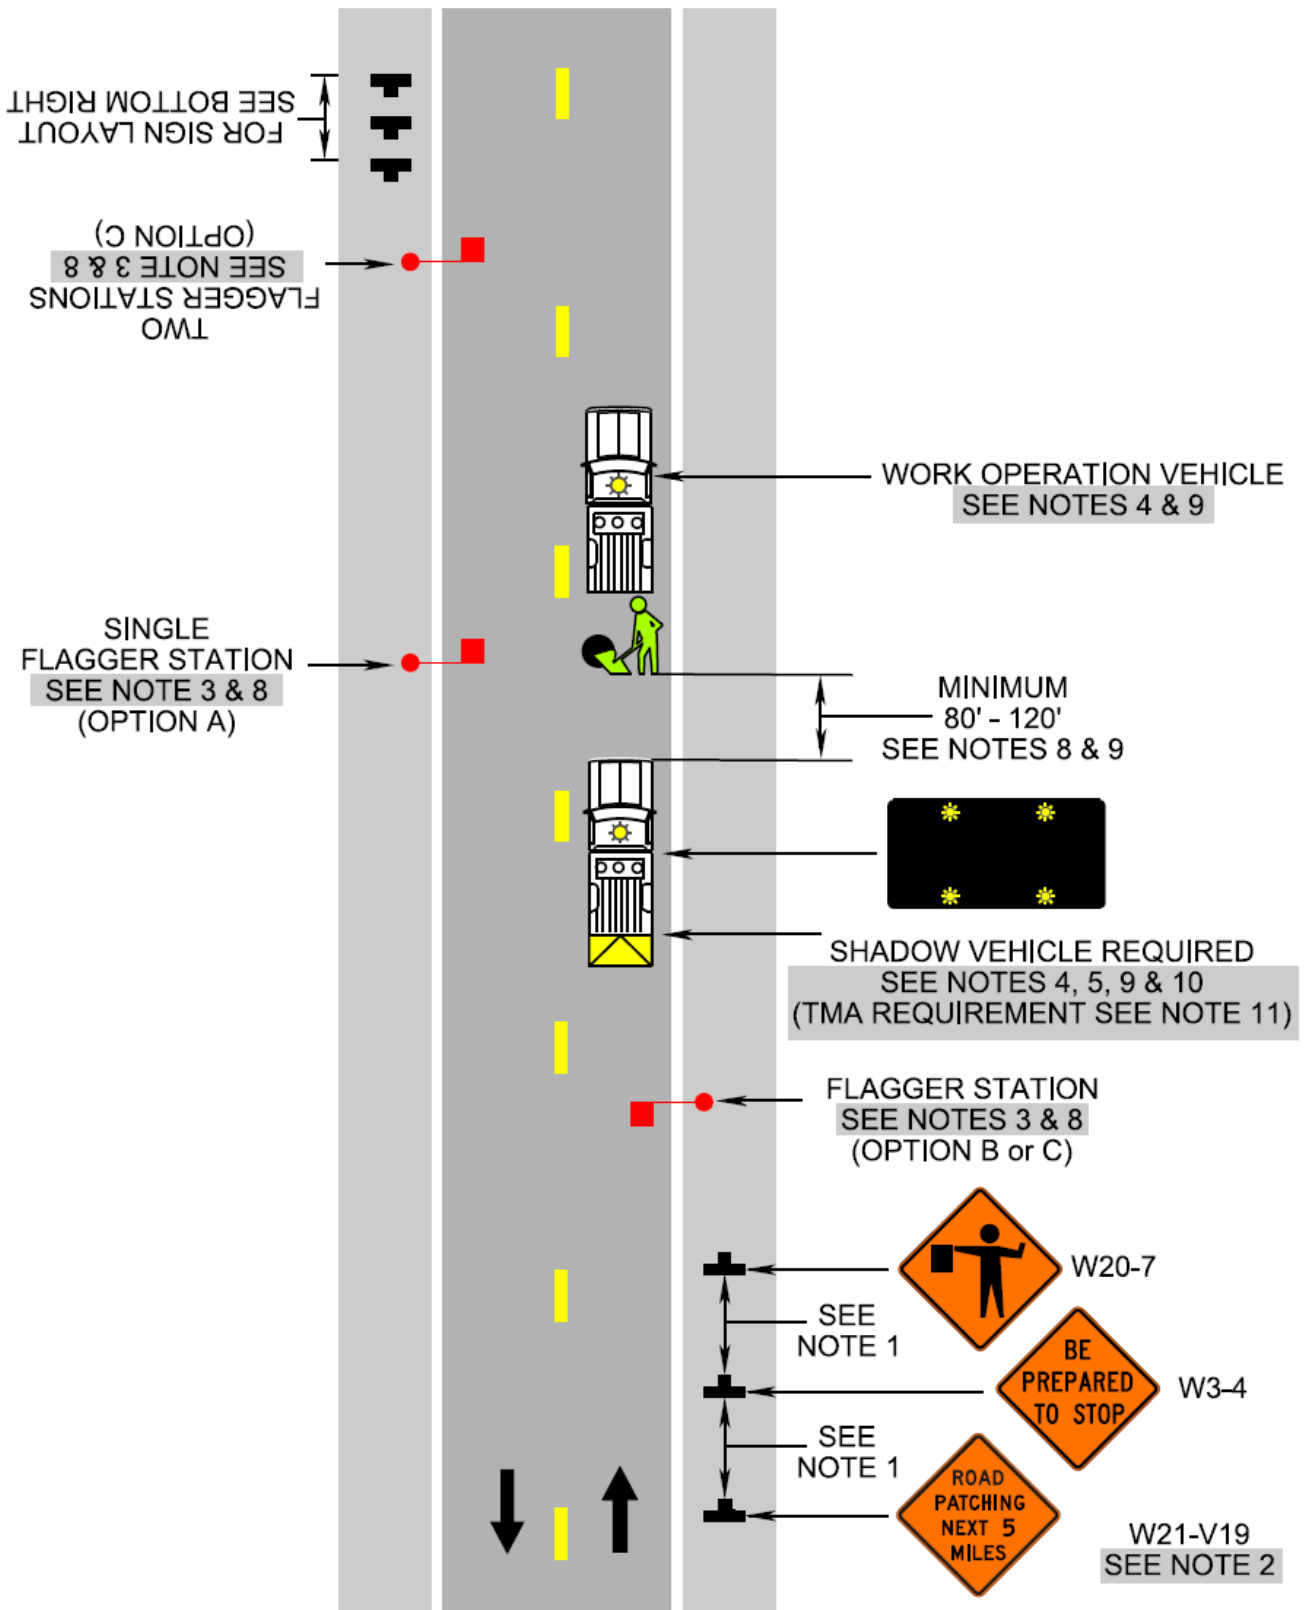 FOR SIGN LAYOUT
SEE BOTTOM RIGHT
TWO
FLAGGER STATIONS
SEE NOTE 3 & 8
(OPTION C)
WORK OPERATION VEHICLE
SEE NOTES 4 & 9
SINGLE
FLAGGER STATION
SEE NOTE 3 & 8
(OPTION A)
MINIMUM
80' - 120'
SEE NOTES 8 & 9
SHADOW VEHICLE REQUIRED
SEE NOTES 4, 5, 9 & 10
(TMA REQUIREMENT SEE NOTE 11)
FLAGGER STATION
SEE NOTES 3 & 8
(OPTION B or C)
W20-7
SEE
NOTE 1
BE
PREPARED
TO STOP
W3-4
SEE
NOTE 1
ROAD
PATCHING
NEXT 5
MILES
W21-V19
SEE NOTE 2